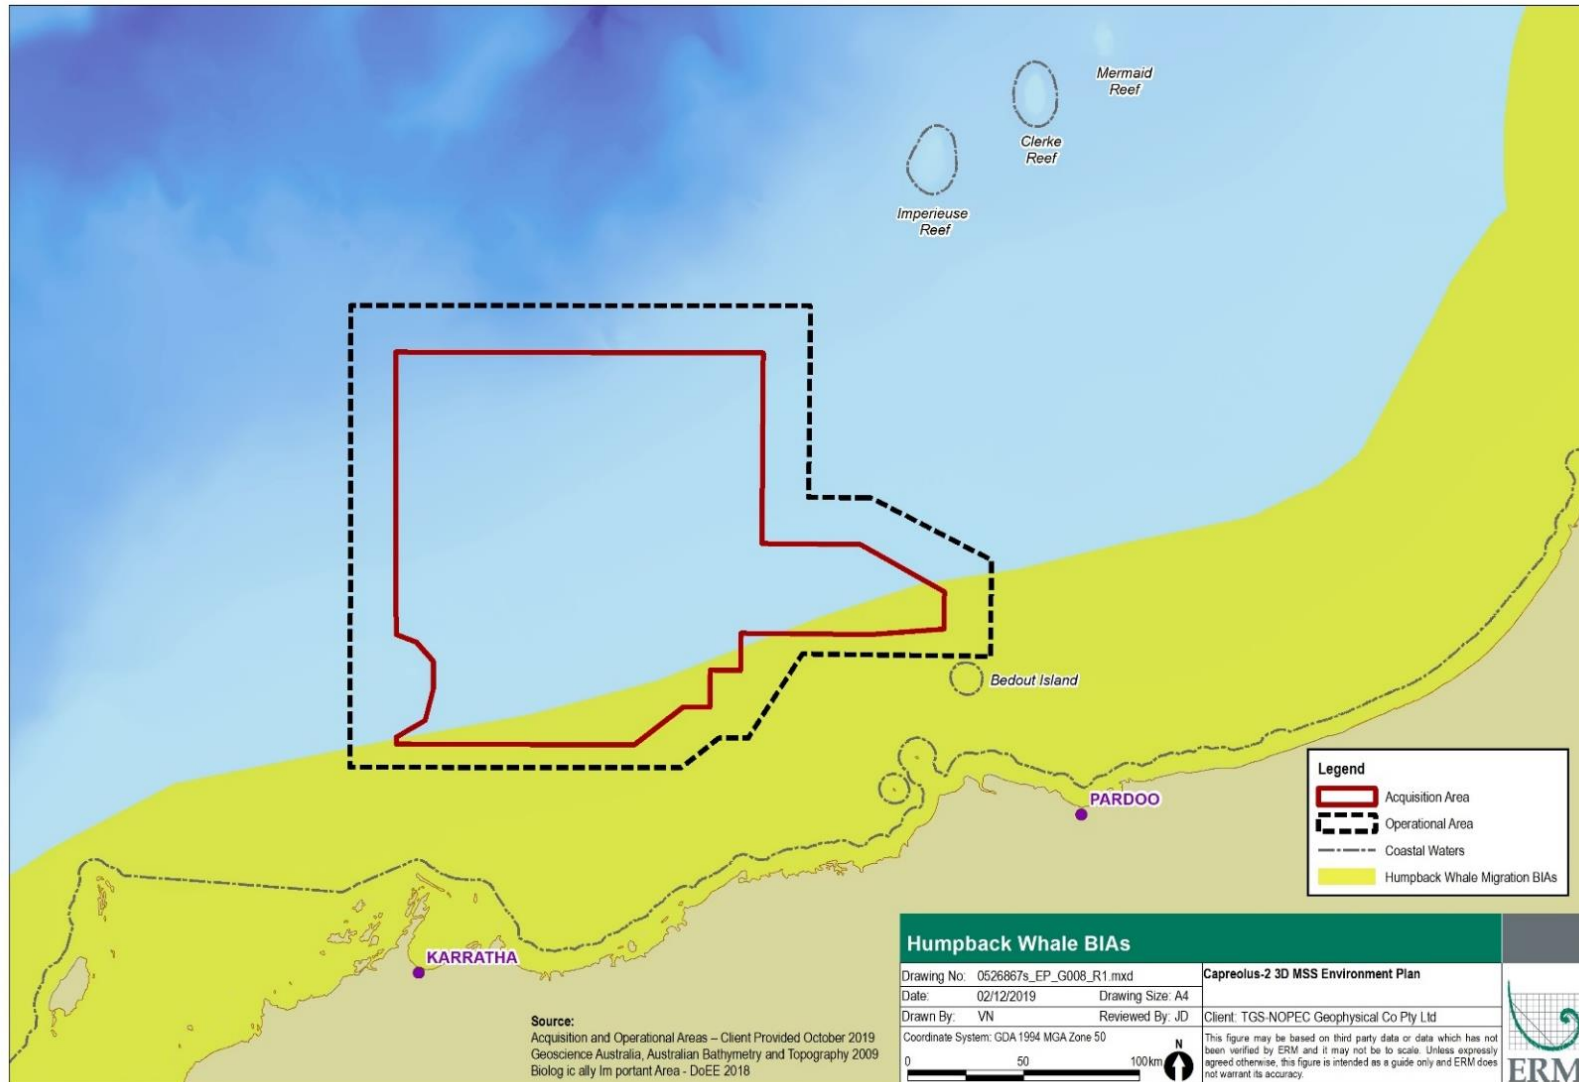 Mermaid
Reef
Clerke
Reef
Imperieuse
Reef
Bedout Island
PARDOO
KARRATHA
Legend
Acquisition Area
Operational Area
Coastal Waters
Humpback Whale Migration BIAs
Source:
Acquisition and Operational Areas – Client Provided October 2019
Geoscience Australia, Australian Bathymetry and Topography 2009
Biolog ic ally Im portant Area - DoEE 2018
Humpback Whale BIAs
Drawing No: 0526867s_EP_G008_R1.mxd
Capreolus-2 3D MSS Environment Plan
Date: 02/12/2019 Drawing Size: A4
Drawn By: VN Reviewed By: JD
Client: TGS-NOPEC Geophysical Co Pty Ltd
Coordinate System: GDA 1994 MGA Zone 50
0 50 100km
N
This figure may be based on third party data or data which has not
been verified by ERM and it may not be to scale. Unless expressly
agreed otherwise, this figure is intended as a guide only and ERM does
not warrant its accuracy.
ERM